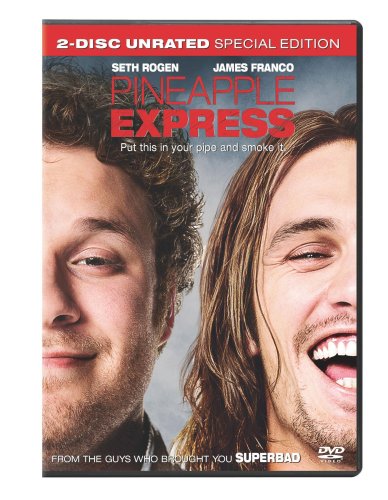 2-DISC UNRATED SPECIAL EDITION
SETH ROGEN JAMES FRANCO
PINEAPPLE
EXPRESS
Put this in your pipe and smoke it.
FROM THE GUYS WHO BROUGHT YOU SUPERBAD
DVD
VIDEO